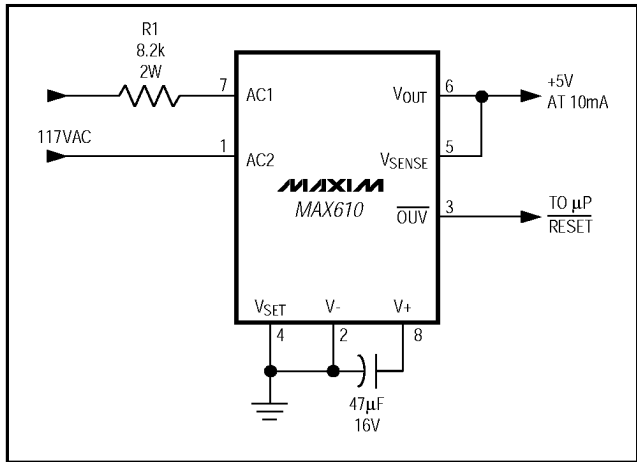 R1
8.2k
2W
7
AC1
117VAC
1
AC2
VOUT
6
+5V
AT 10mA
VSENSE
5
MAXIM
MAX610
OUV
3
TO µP
RESET
VSET
V-
V+
4
2
8
47µF
16V